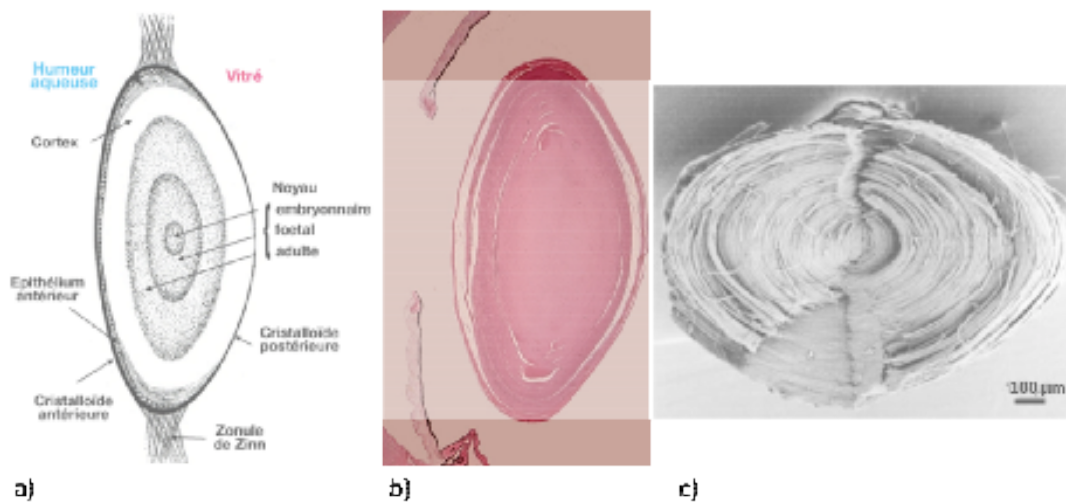 Humeur
aqueuse
Vitré
Cortex
Noyau
embryonnaire
foetal
adulte
Epithélium
antérieur
Cristalloïde
postérieure
Cristalloïde
antérieure
Zonule
de Zinn
100 µm
a)
b)
c)